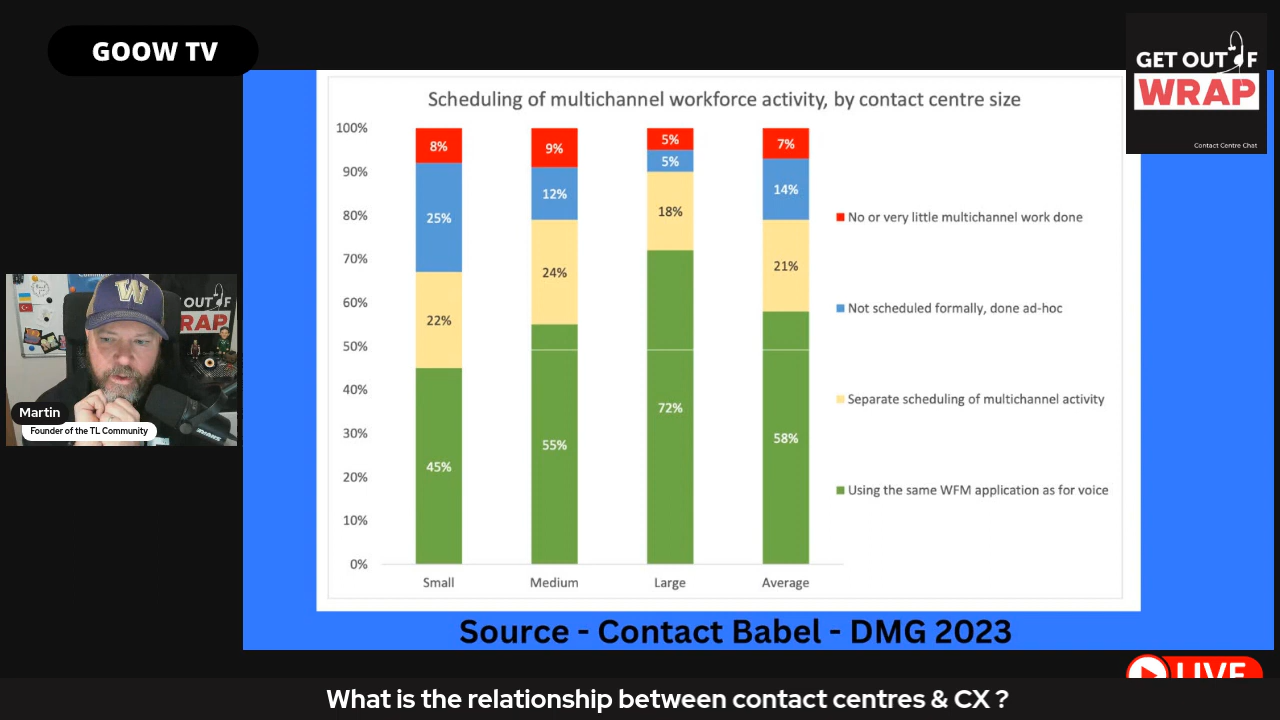 GOOW TV
GET OUT OF
WRAP
Contact Centre Chat
Scheduling of multichannel workforce activity, by contact centre size
100%
90%
80%
70%
60%
50%
40%
30%
20%
10%
0%
8%
25%
22%
45%
9%
12%
24%
55%
5%
5%
18%
72%
7%
14%
21%
58%
Small
Medium
Large
Average
No or very little multichannel work done
Not scheduled formally, done ad-hoc
Separate scheduling of multichannel activity
Using the same WFM application as for voice
W
OUT OF
RAP
Martin
Founder of the TL Community
Source - Contact Babel - DMG 2023
LIVE
What is the relationship between contact centres & CX ?